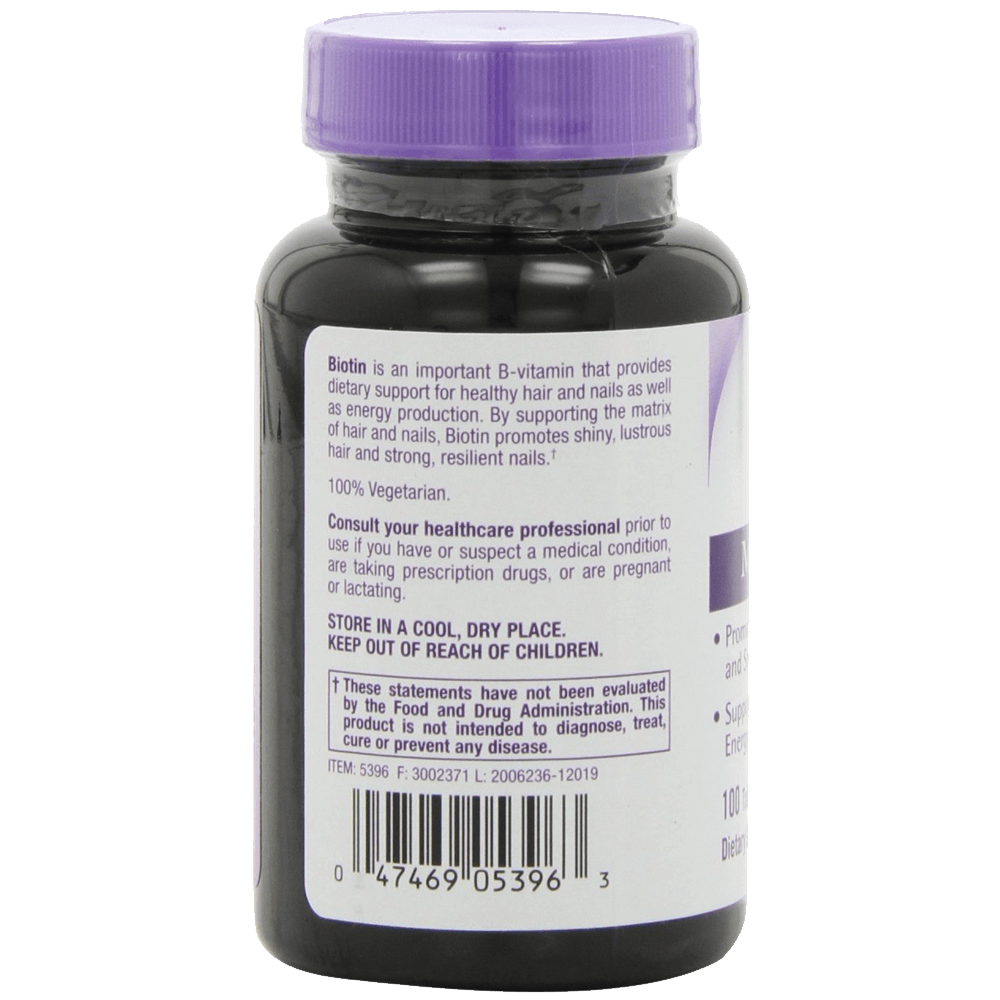 Biotin is an important B-vitamin that provides
dietary support for healthy hair and nails as well
as energy production. By supporting the matrix
of hair and nails, Biotin promotes shiny, lustrous
hair and strong, resilient nails.†
100% Vegetarian.
Consult your healthcare professional prior to
use if you have or suspect a medical condition,
are taking prescription drugs, or are pregnant
or lactating.
STORE IN A COOL, DRY PLACE.
KEEP OUT OF REACH OF CHILDREN.
† These statements have not been evaluated
by the Food and Drug Administration. This
product is not intended to diagnose, treat,
cure or prevent any disease.
ITEM: 5396 F: 3002371 L: 2006236-12019
0 47469 05396 3
and
100